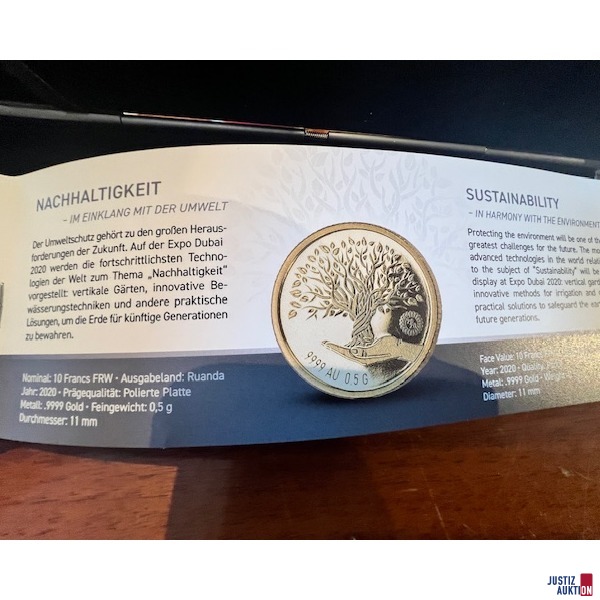 NACHHALTIGKEIT
– IM EINKLANG MIT DER UMWELT
Der Umweltschutz gehört zu den großen Heraus-
forderungen der Zukunft. Auf der Expo Dubai
2020 werden die fortschrittlichsten Techno-
logien der Welt zum Thema „Nachhaltigkeit"
vorgestellt: vertikale Gärten, innovative Be-
wässerungstechniken und andere praktische
Lösungen, um die Erde für künftige Generationen
zu bewahren.
Nominal: 10 Francs FRW • Ausgabeland: Ruanda
Jahr: 2020 • Prägequalität: Polierte Platte
Metall: .9999 Gold • Feingewicht: 0,5 g
Durchmesser: 11 mm
9999 AU 0.5 G
SUSTAINABILITY
– IN HARMONY WITH THE ENVIRONMENT
Protecting the environment will be one of the
greatest challenges for the future. The
advanced technologies in the world
to the subject of "Sustainability" will be
display at Expo Dubai 2020: vertical
innovative methods for irrigation and
practical solutions to safeguard the
future generations.
Face Value: 10 Francs
Year: 2020 • Quality:
Metal: .9999 Gold •
Diameter: 11 mm
JUSTIZ
AUKTION